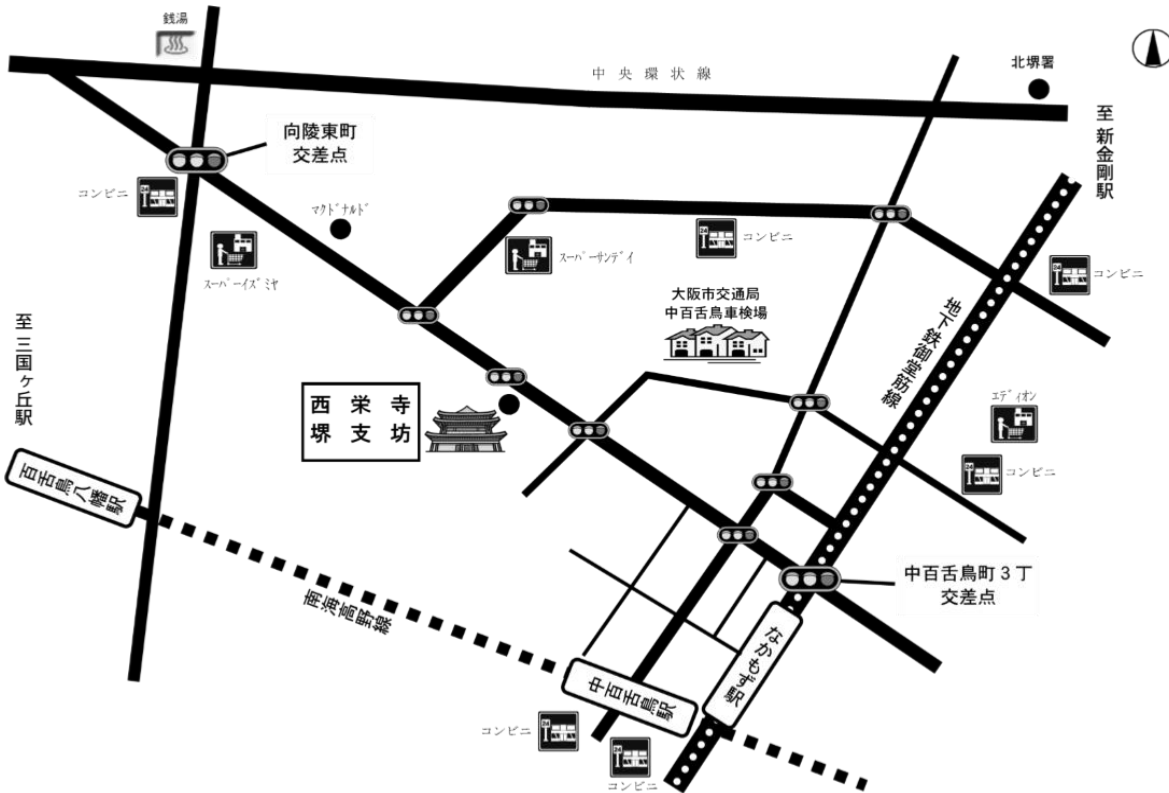 銭湯
中央環状線
北堺署
至新金剛駅
向陵東町
交差点
コンビニ
マクドナルド
スーパーイズミヤ
スーパーサンデイ
コンビニ
コンビニ
大阪市交通局
中百舌鳥車検場
地下鉄御堂筋線
至三国ヶ丘駅
西栄寺
堺支坊
エディオン
コンビニ
百舌鳥八幡駅
南海高野線
中百舌鳥町3丁
交差点
なかもず駅
中百舌鳥駅
コンビニ
コンビニ